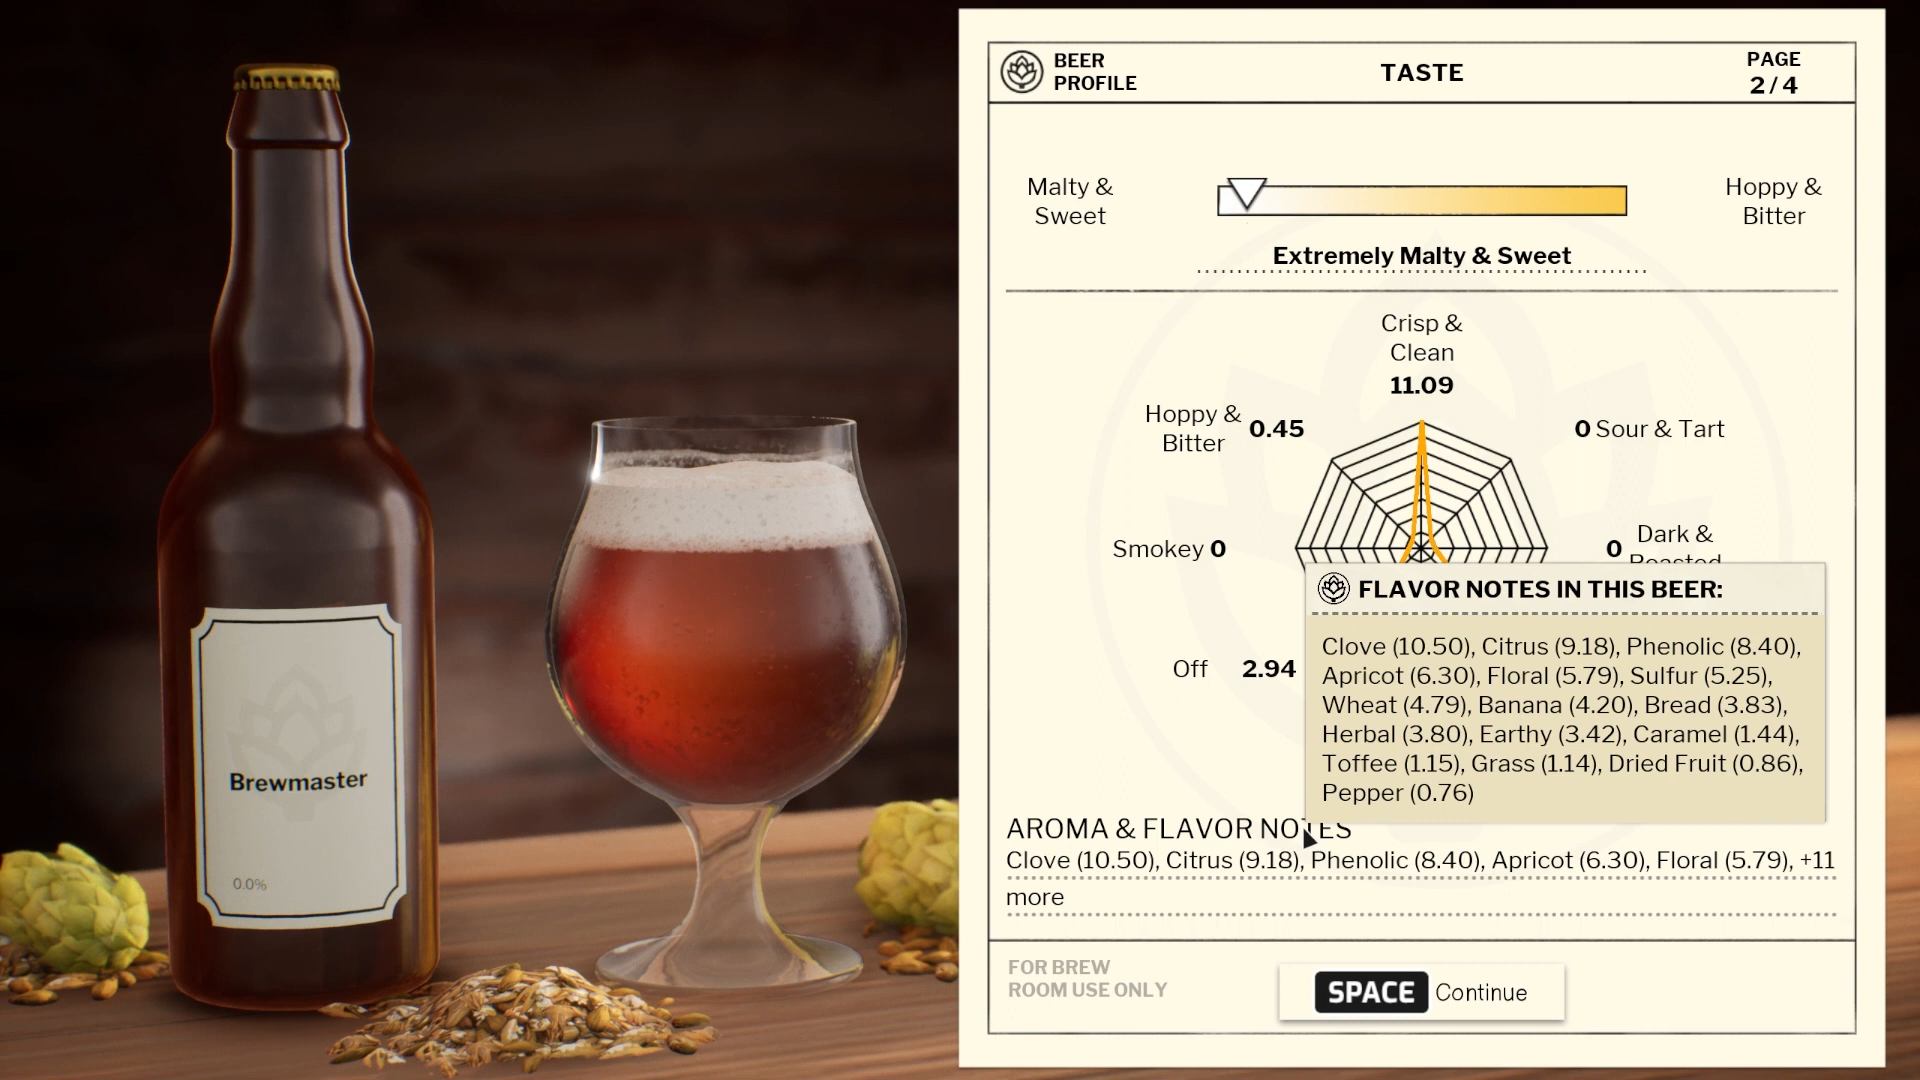 BEER
PROFILE
TASTE
PAGE
2 / 4
Malty &
Sweet
Hoppy &
Bitter
Extremely Malty & Sweet
Crisp &
Clean
11.09
Hoppy &
Bitter
0.45
0 Sour & Tart
Smokey 0
0
Dark &
Roasted
Off 2.94
FLAVOR NOTES IN THIS BEER:
Clove (10.50), Citrus (9.18), Phenolic (8.40),
Apricot (6.30), Floral (5.79), Sulfur (5.25),
Wheat (4.79), Banana (4.20), Bread (3.83),
Herbal (3.80), Earthy (3.42), Caramel (1.44),
Toffee (1.15), Grass (1.14), Dried Fruit (0.86),
Pepper (0.76)
AROMA & FLAVOR NOTES
Clove (10.50), Citrus (9.18), Phenolic (8.40), Apricot (6.30), Floral (5.79), +11
more
FOR BREW
ROOM USE ONLY
SPACE Continue
Brewmaster
0.0%